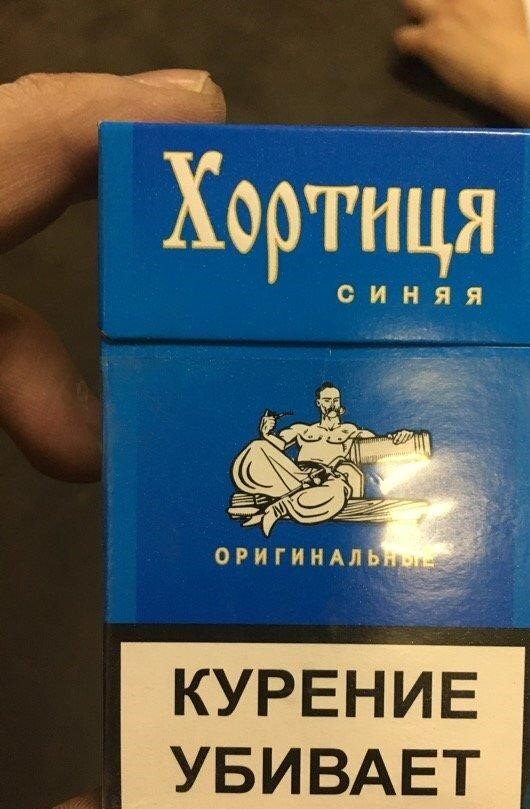 Хортиця
СИНЯЯ
ОРИГИНАЛЬНЫЕ
КУРЕНИЕ
УБИВАЕТ